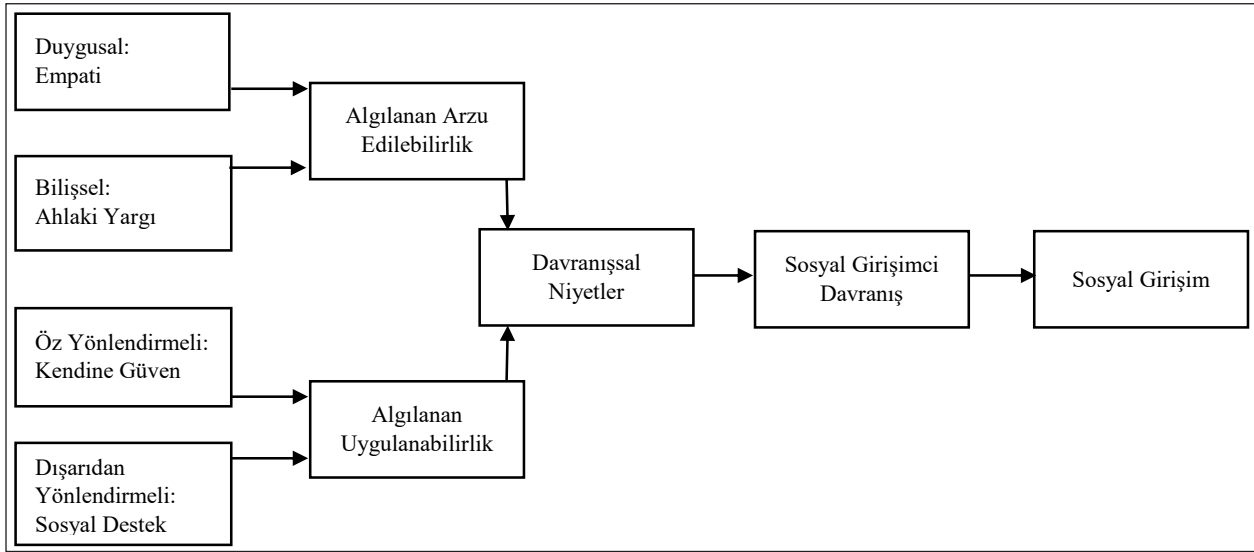 Duygusal:
Empati
Bilişsel:
Ahlaki Yargı
Öz Yönlendirmeli:
Kendine Güven
Dışarıdan
Yönlendirmeli:
Sosyal Destek
Algılanan Arzu
Edilebilirlik
Algılanan
Uygulanabilirlik
Davranışsal
Niyetler
Sosyal Girişimci
Davranış
Sosyal Girişim